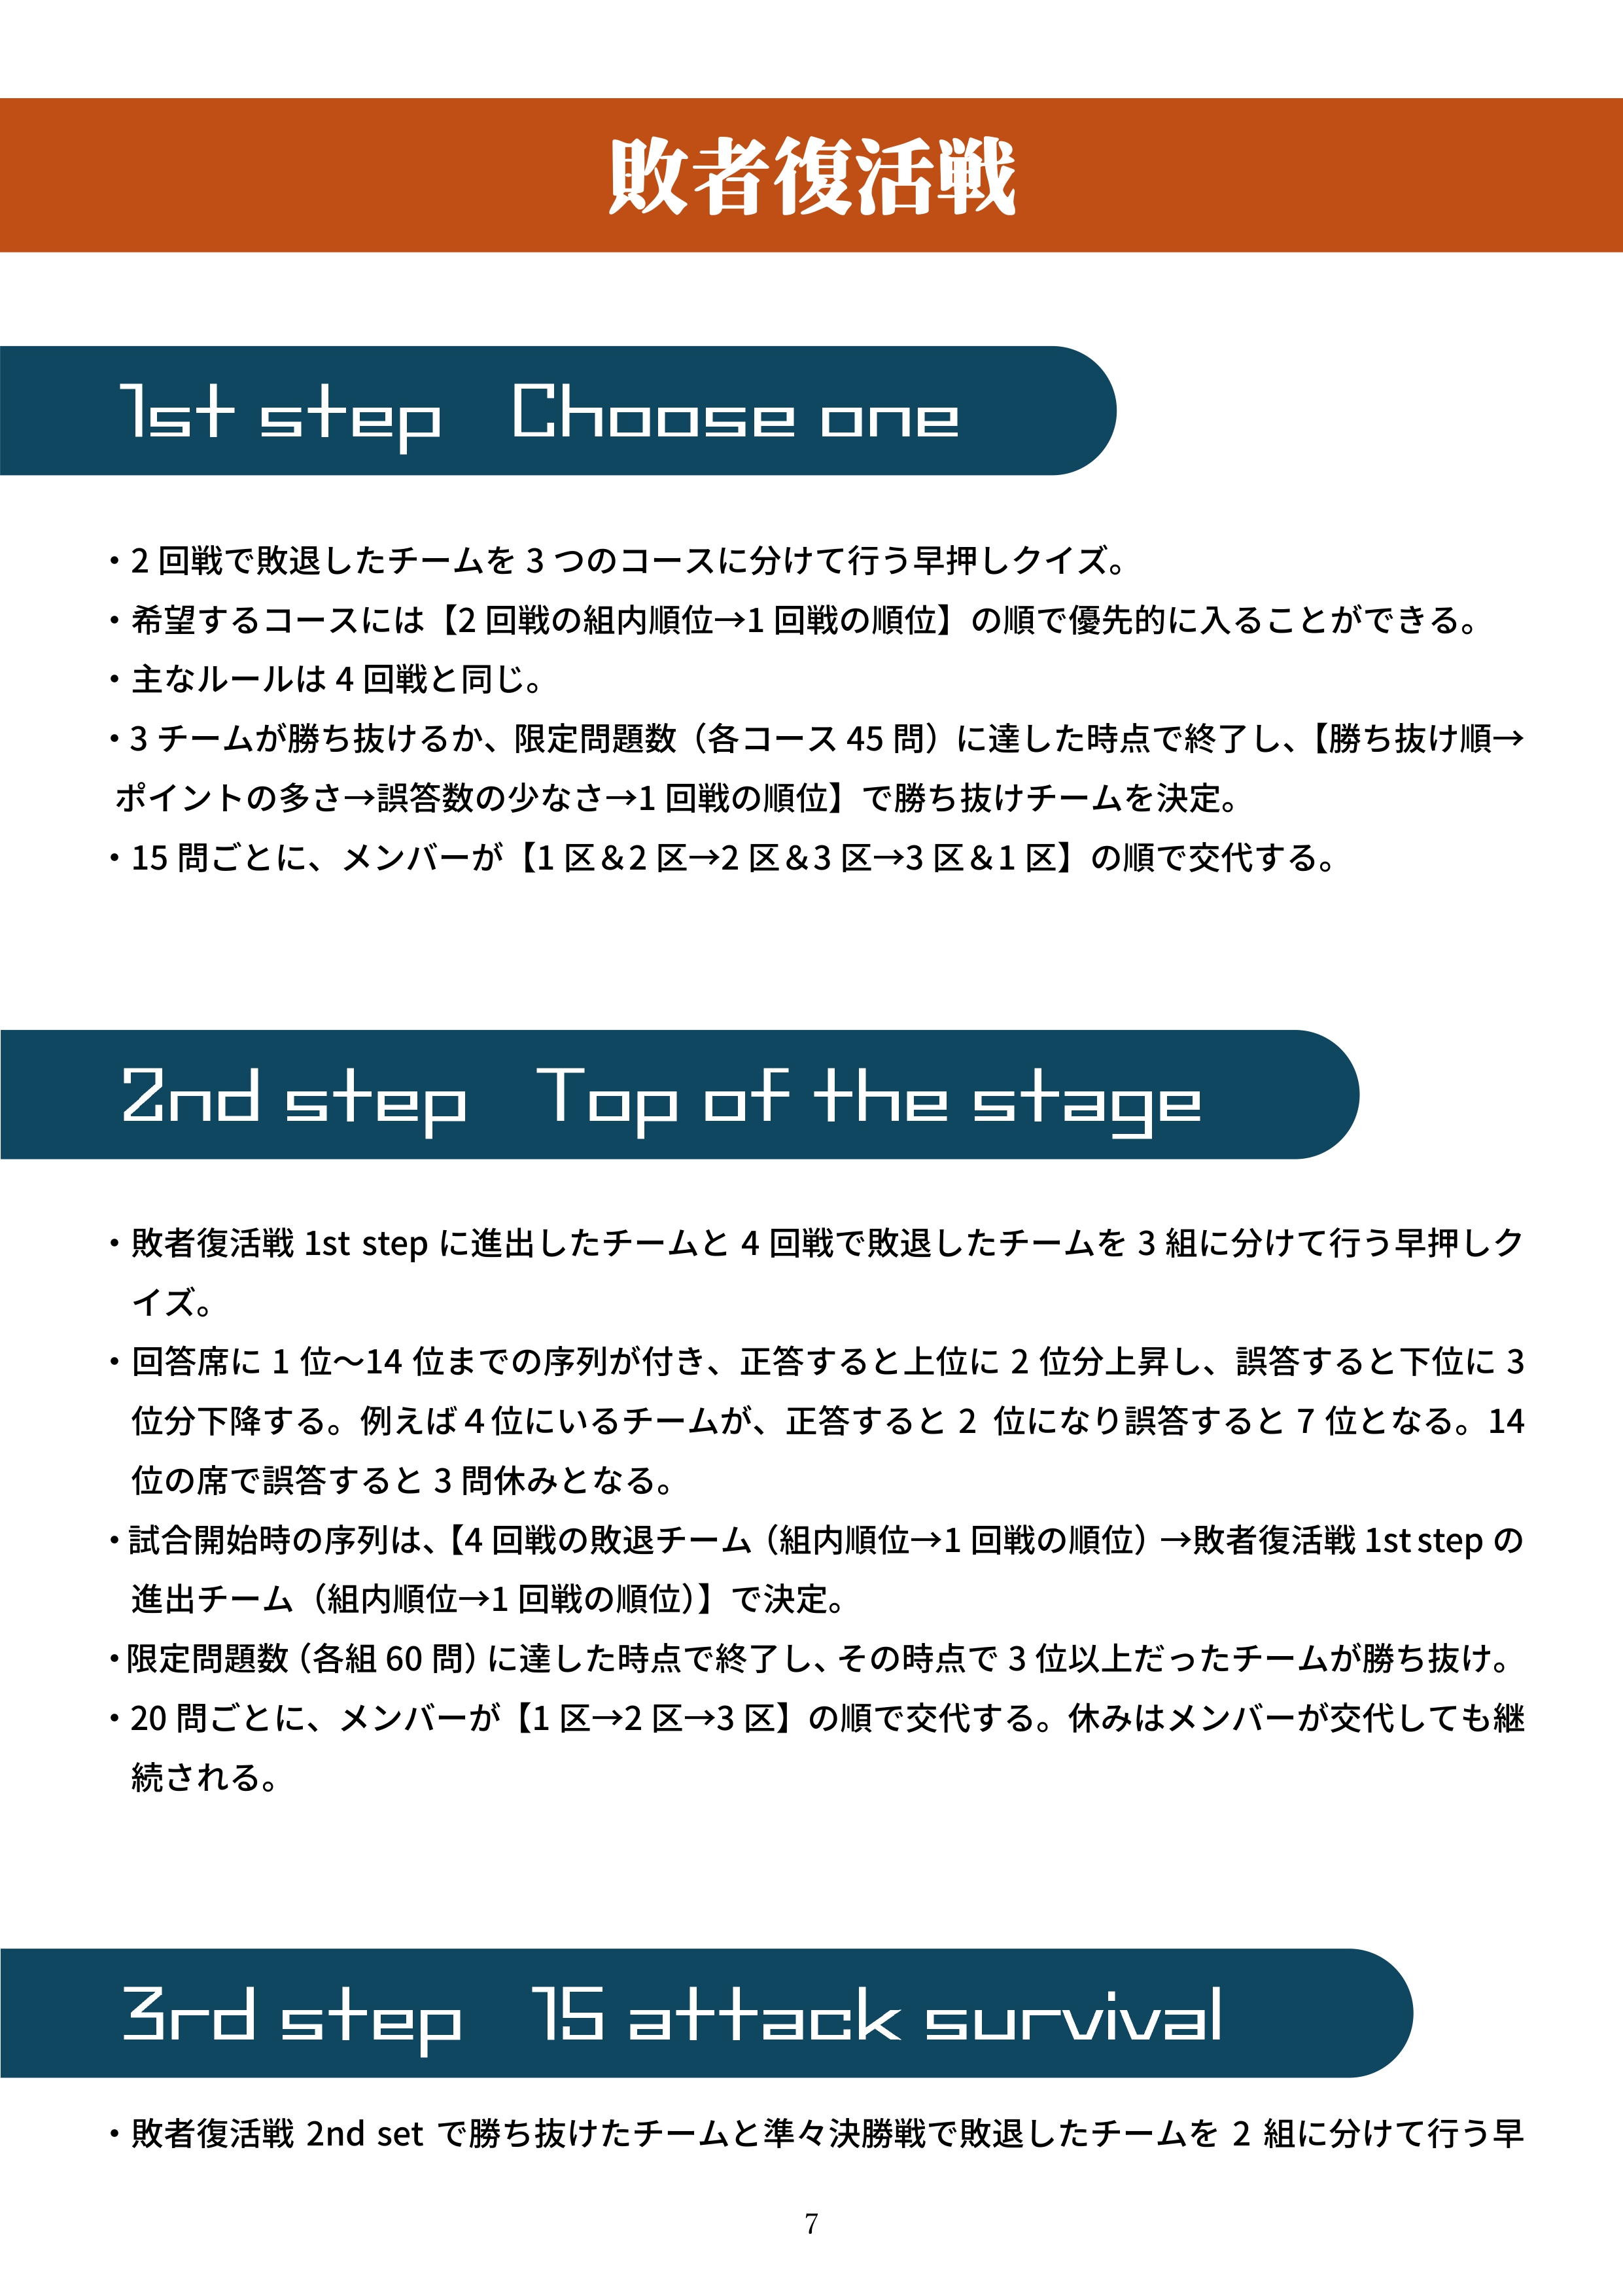 敗者復活戦
1st step　Choose one
・2 回戦で敗退したチームを 3 つのコースに分けて行う早押しクイズ。
・希望するコースには【2 回戦の組内順位→1 回戦の順位】の順で優先的に入ることができる。
・主なルールは 4 回戦と同じ。
・3 チームが勝ち抜けるか、限定問題数（各コース 45 問）に達した時点で終了し、【勝ち抜け順→
ポイントの多さ→誤答数の少なさ→1 回戦の順位】で勝ち抜けチームを決定。
・15 問ごとに、メンバーが【1 区＆2 区→2 区＆3 区→3 区＆1 区】の順で交代する。
2nd step　Top of the stage
・敗者復活戦 1st step に進出したチームと 4 回戦で敗退したチームを 3 組に分けて行う早押しク
イズ。
・回答席に 1 位～14 位までの序列が付き、正答すると上位に 2 位分上昇し、誤答すると下位に 3
位分下降する。例えば４位にいるチームが、正答すると 2 位になり誤答すると 7 位となる。14
位の席で誤答すると 3 問休みとなる。
・試合開始時の序列は、【4 回戦の敗退チーム（組内順位→1 回戦の順位）→敗者復活戦 1st step の
進出チーム（組内順位→1 回戦の順位）】で決定。
・限定問題数（各組 60 問）に達した時点で終了し、その時点で 3 位以上だったチームが勝ち抜け。
・20 問ごとに、メンバーが【1 区→2 区→3 区】の順で交代する。休みはメンバーが交代しても継
続される。
3rd step　15 attack survival
・敗者復活戦 2nd set で勝ち抜けたチームと準々決勝戦で敗退したチームを 2 組に分けて行う早
7